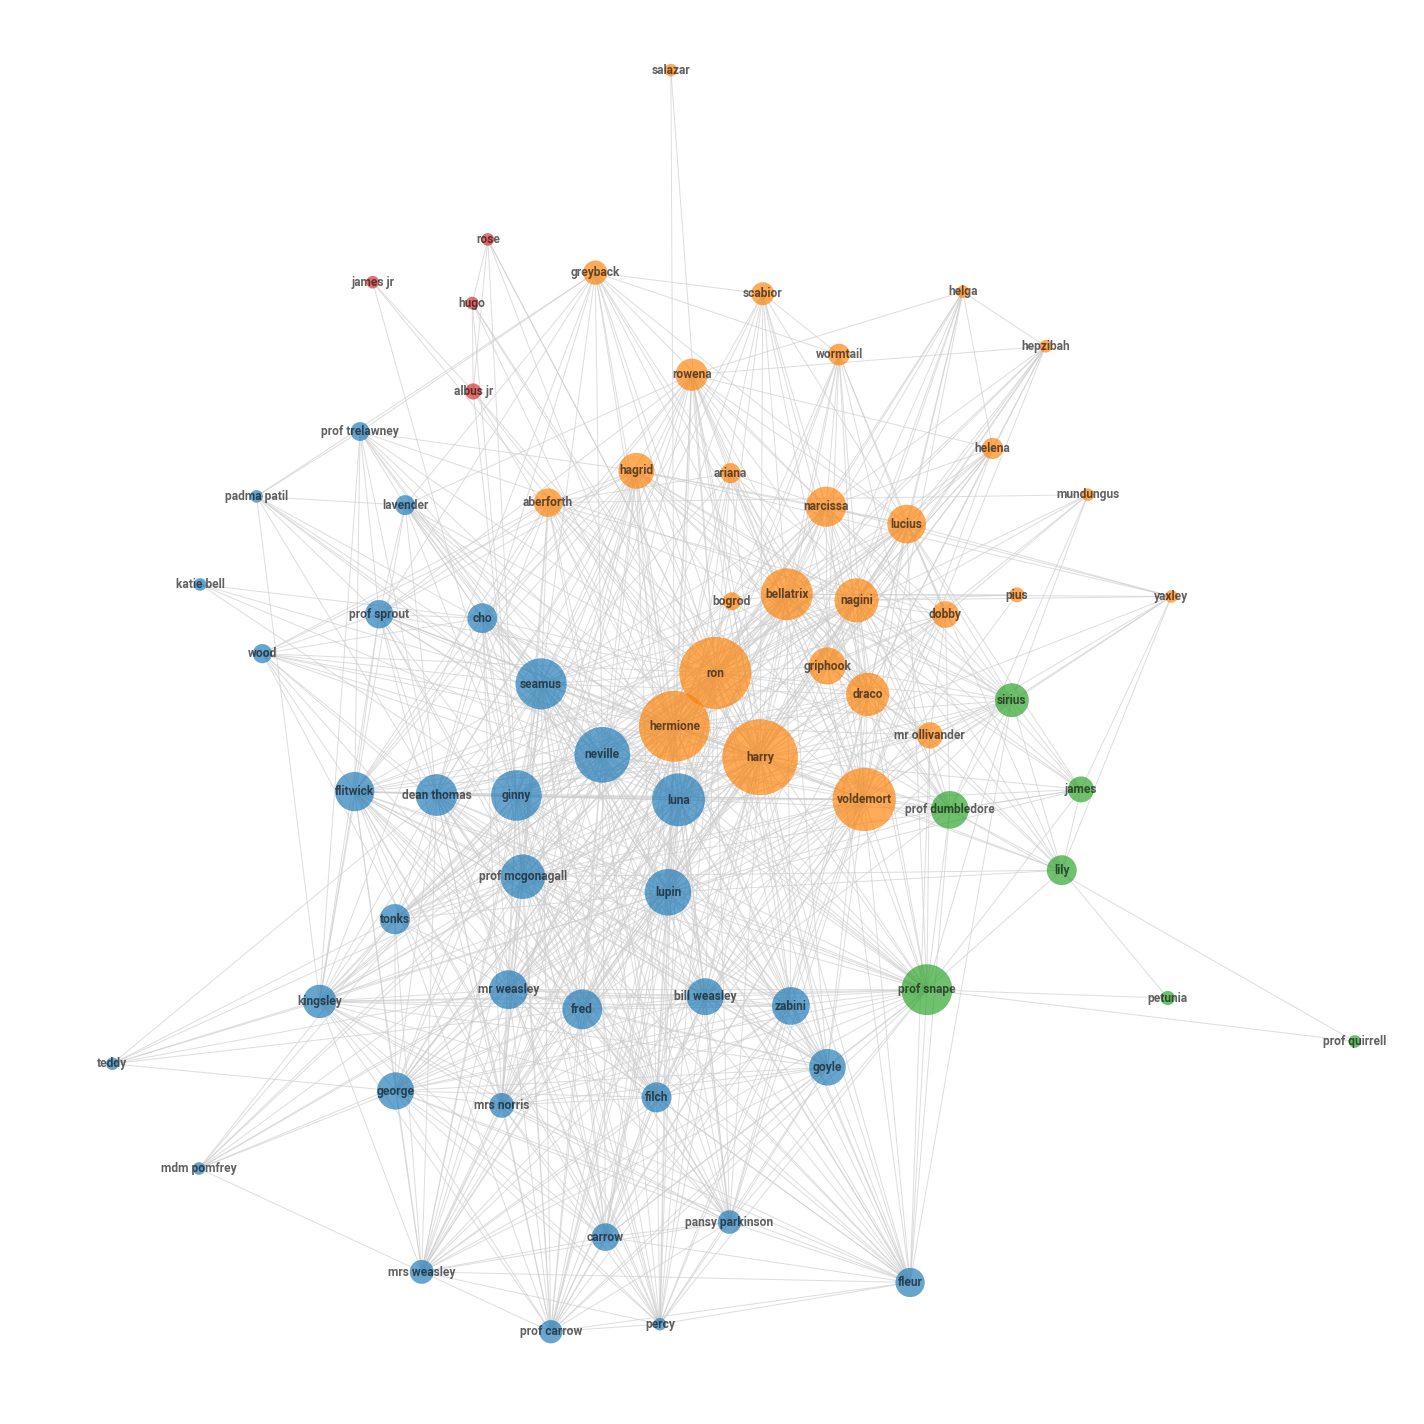 salazar
rose
greyback
james jr
scabior
helga
hugo
hepzibah
wormtail
rowena
albus jr
prof trelawney
helena
hagrid
ariana
padma patil
mundungus
lavender
aberforth
narcissa
lucius
katie bell
bellatrix
pius
yaxley
bogrod
nagini
prof sprout
cho
dobby
wood
griphook
ron
seamus
draco
sirius
hermione
mr ollivander
neville
harry
james
flitwick
dean thomas
ginny
luna
voldemort
prof dumbledore
lily
prof mcgonagall
lupin
tonks
mr weasley
prof snape
bill weasley
petunia
kingsley
zabini
fred
prof quirrell
teddy
goyle
george
filch
mrs norris
mdm pomfrey
pansy parkinson
carrow
mrs weasley
fleur
percy
prof carrow